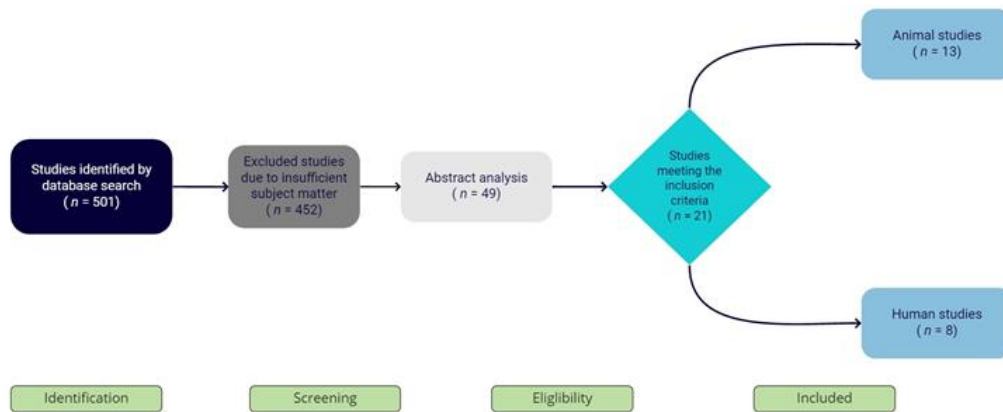 Studies identified by
database search
( n = 501)
Excluded studies
due to insufficient
subject matter
( n = 452)
Abstract analysis
( n = 49)
Studies
meeting the
inclusion
criteria
( n = 21)
Animal studies
( n = 13)
Human studies
( n = 8)
Identification
Screening
Eliglibility
Included